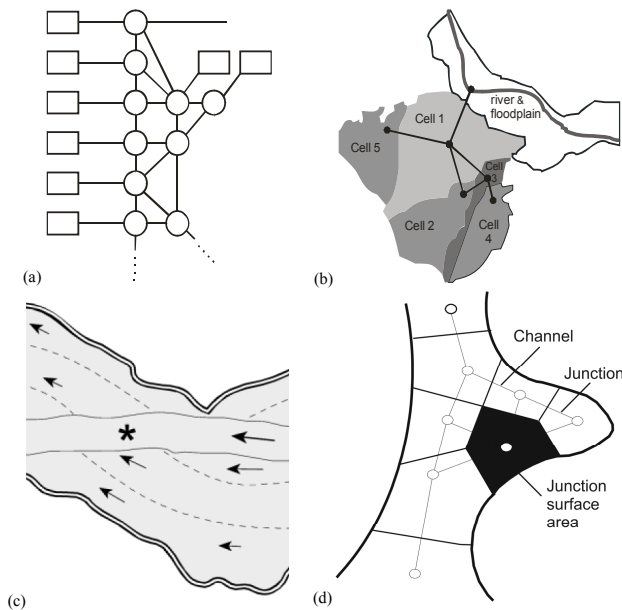 (a)
river &
floodplain
Cell 1
Cell 5
Cell 3
Cell 2
Cell
4
(b)
*
(c)
Channel
Junction
Junction
surface
area
(d)